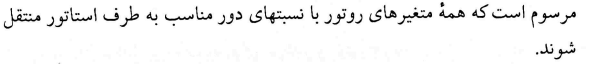 مرسوم است که همهٔ متغیرهای روتور با نسبتهای دور مناسب به طرف استاتور منتقل
شوند.